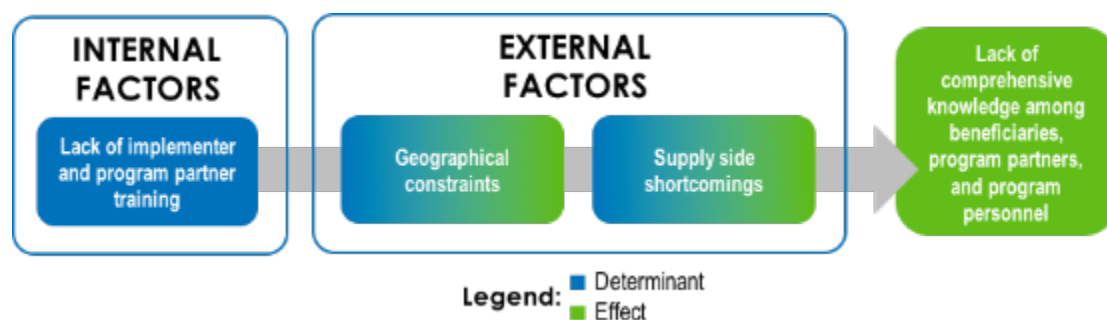 INTERNAL
FACTORS
Lack of implementer
and program partner
training
EXTERNAL
FACTORS
Geographical
constraints
Supply side
shortcomings
Lack of
comprehensive
knowledge among
beneficiaries,
program partners,
and program
personnel
Legend:
Determinant
Effect